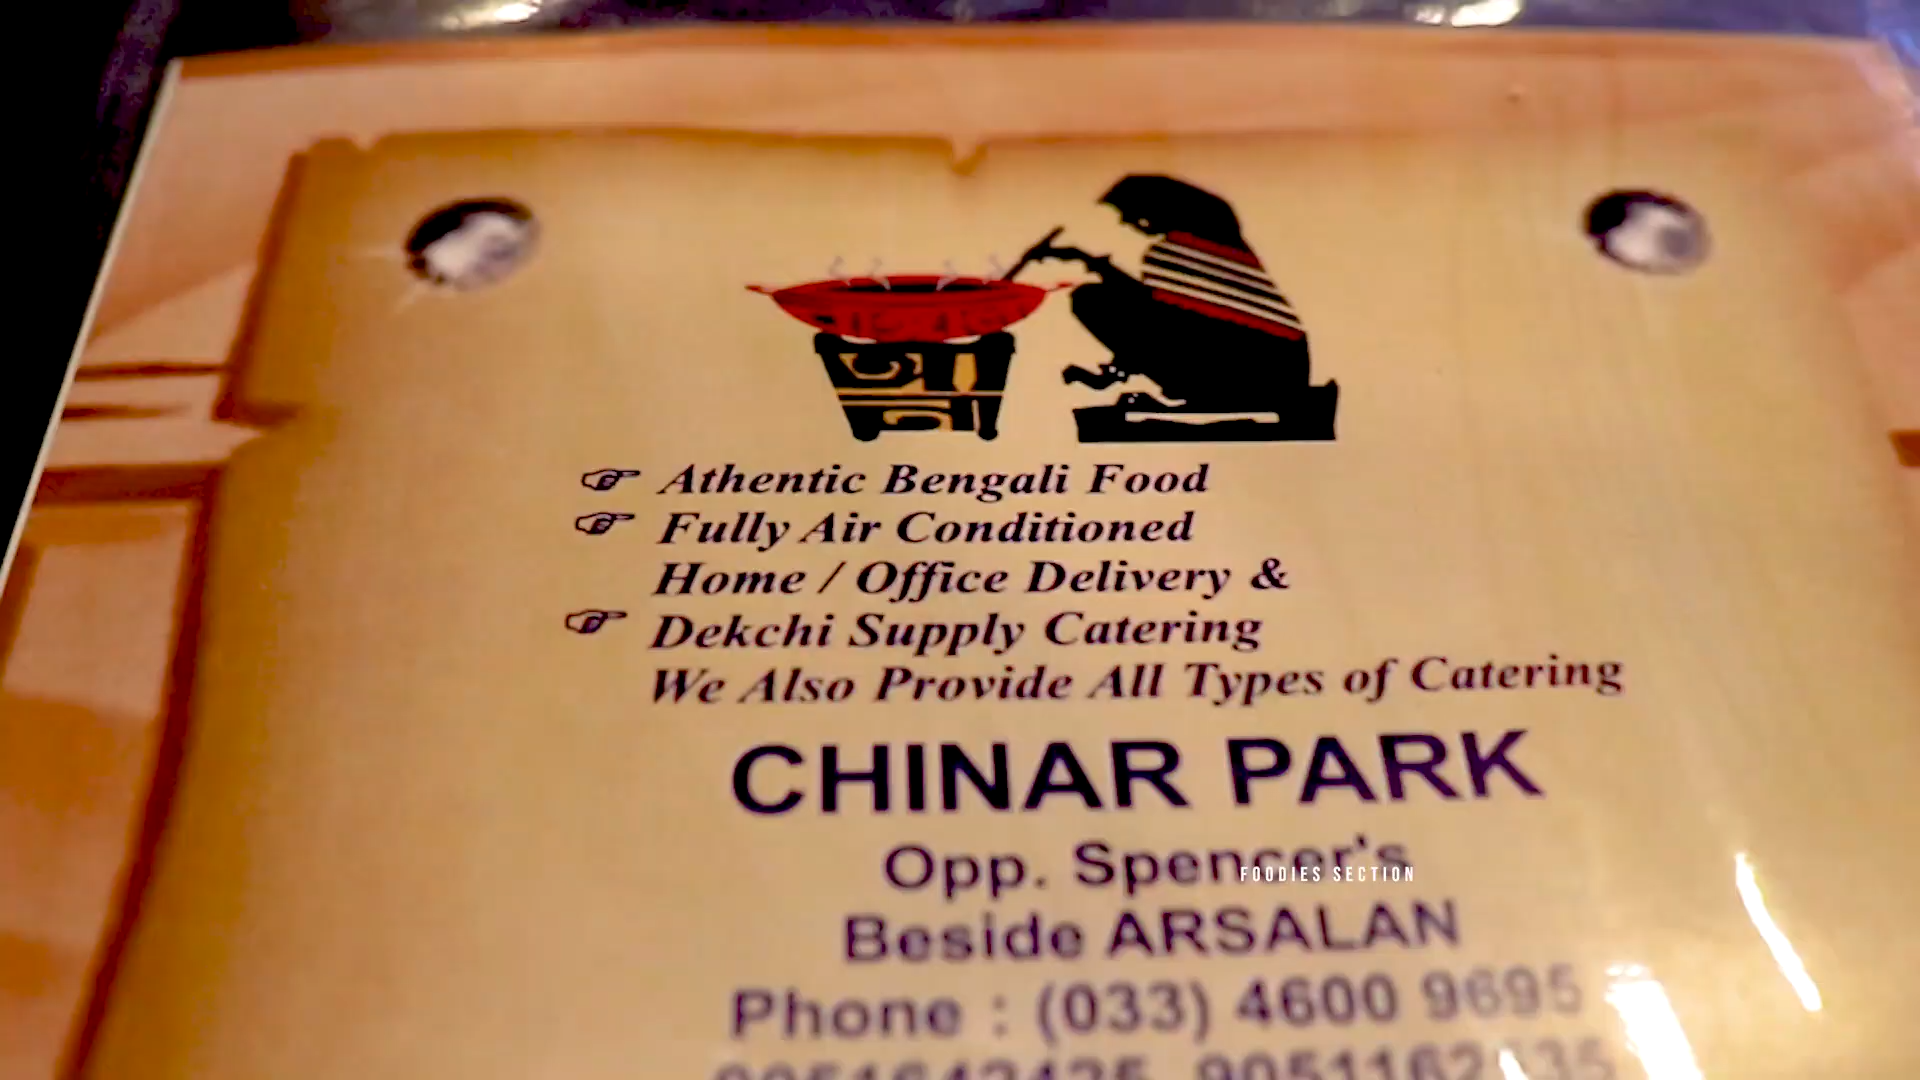 Athentic Bengali Food
Fully Air Conditioned
Home / Office Delivery &
Dekchi Supply Catering
We Also Provide All Types of Catering
CHINAR PARK
Opp. Spencer's
FOODIES SECTION
Beside ARSALAN
Phone : (033) 4600 9695